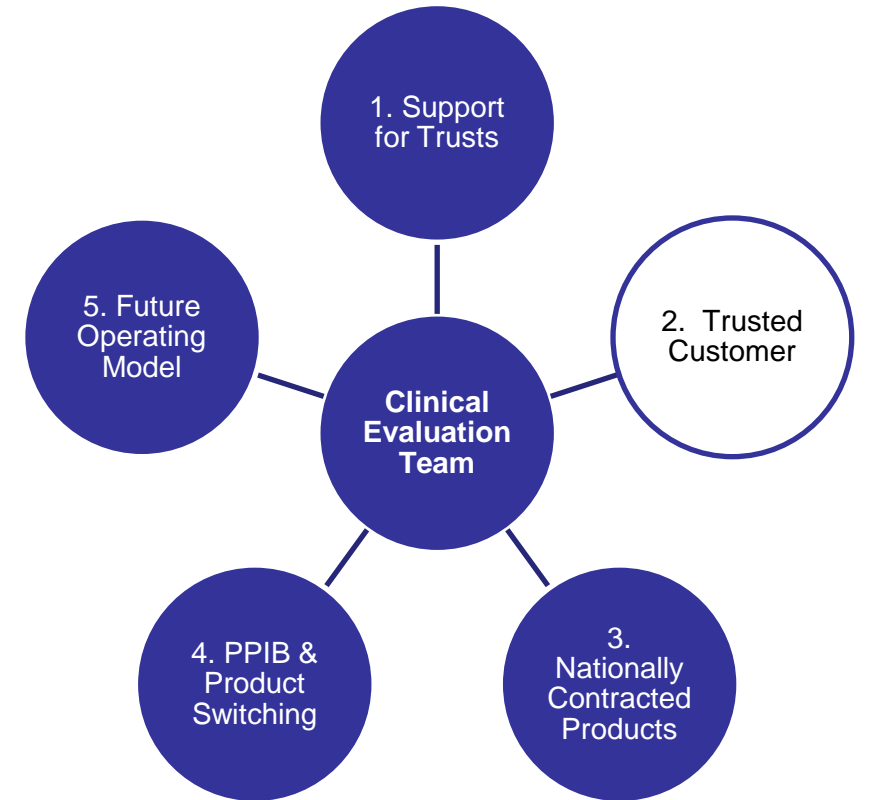 1. Support
for Trusts
2. Trusted
Customer
3.
Nationally
Contracted
Products
4. PPIB &
Product
Switching
5. Future
Operating
Model
Clinical
Evaluation
Team